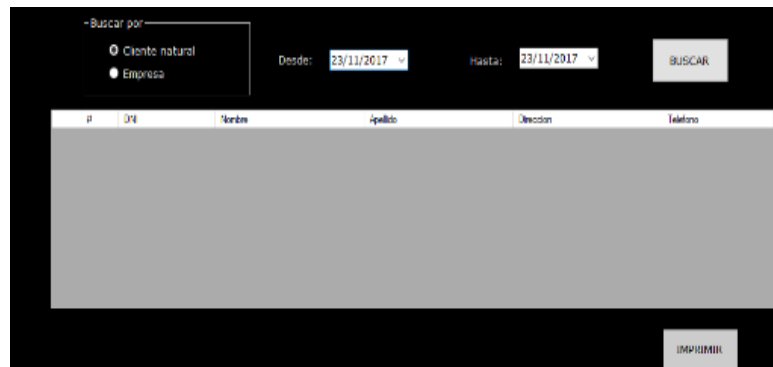 Buscar por
Cliente natural
Empresa
Desde: 23/11/2017
Hasta: 23/11/2017
BUSCAR
# DNI Nombre Apellido Direccion Telefono
IMPRIMIR